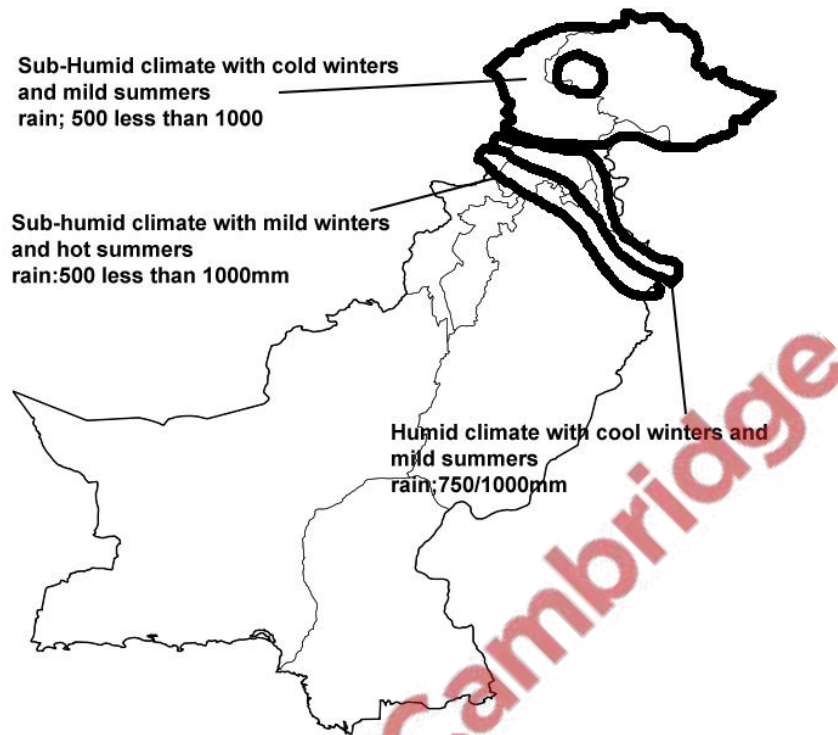 Sub-Humid climate with cold winters
and mild summers
rain; 500 less than 1000
Sub-humid climate with mild winters
and hot summers
rain:500 less than 1000mm
Humid climate with cool winters and
mild summers
rain;750/1000mm
Cambridge